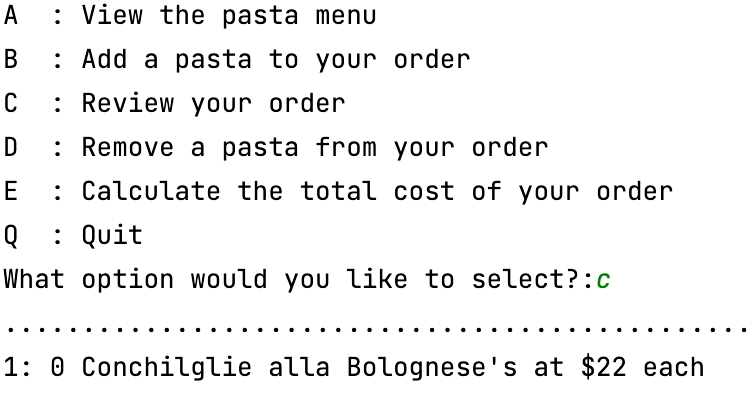 A  : View the pasta menu
B  : Add a pasta to your order
C  : Review your order
D  : Remove a pasta from your order
E  : Calculate the total cost of your order
Q  : Quit
What option would you like to select?:c
................................................
1: 0 Conchilglie alla Bolognese's at $22 each